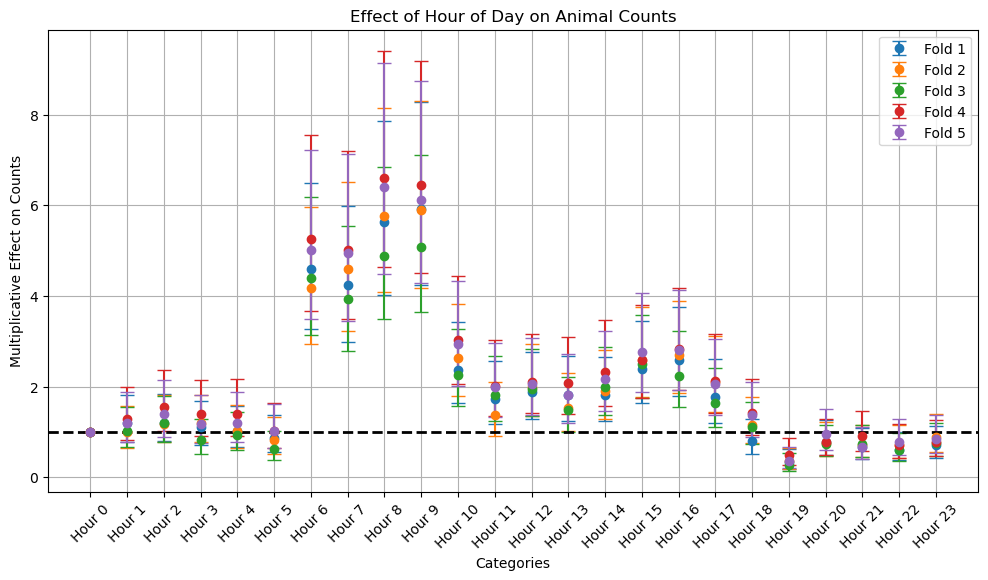 Effect of Hour of Day on Animal Counts
Multiplicative Effect on Counts
8
6
4
2
0
Fold 1
Fold 2
Fold 3
Fold 4
Fold 5
Hour 0
Hour 1
Hour 2
Hour 3
Hour 4
Hour 5
Hour 6
Hour 7
Hour 8
Hour 9
Hour 10
Hour 11
Hour 12
Hour 13
Hour 14
Hour 15
Hour 16
Hour 17
Hour 18
Hour 19
Hour 20
Hour 21
Hour 22
Hour 23
Categories